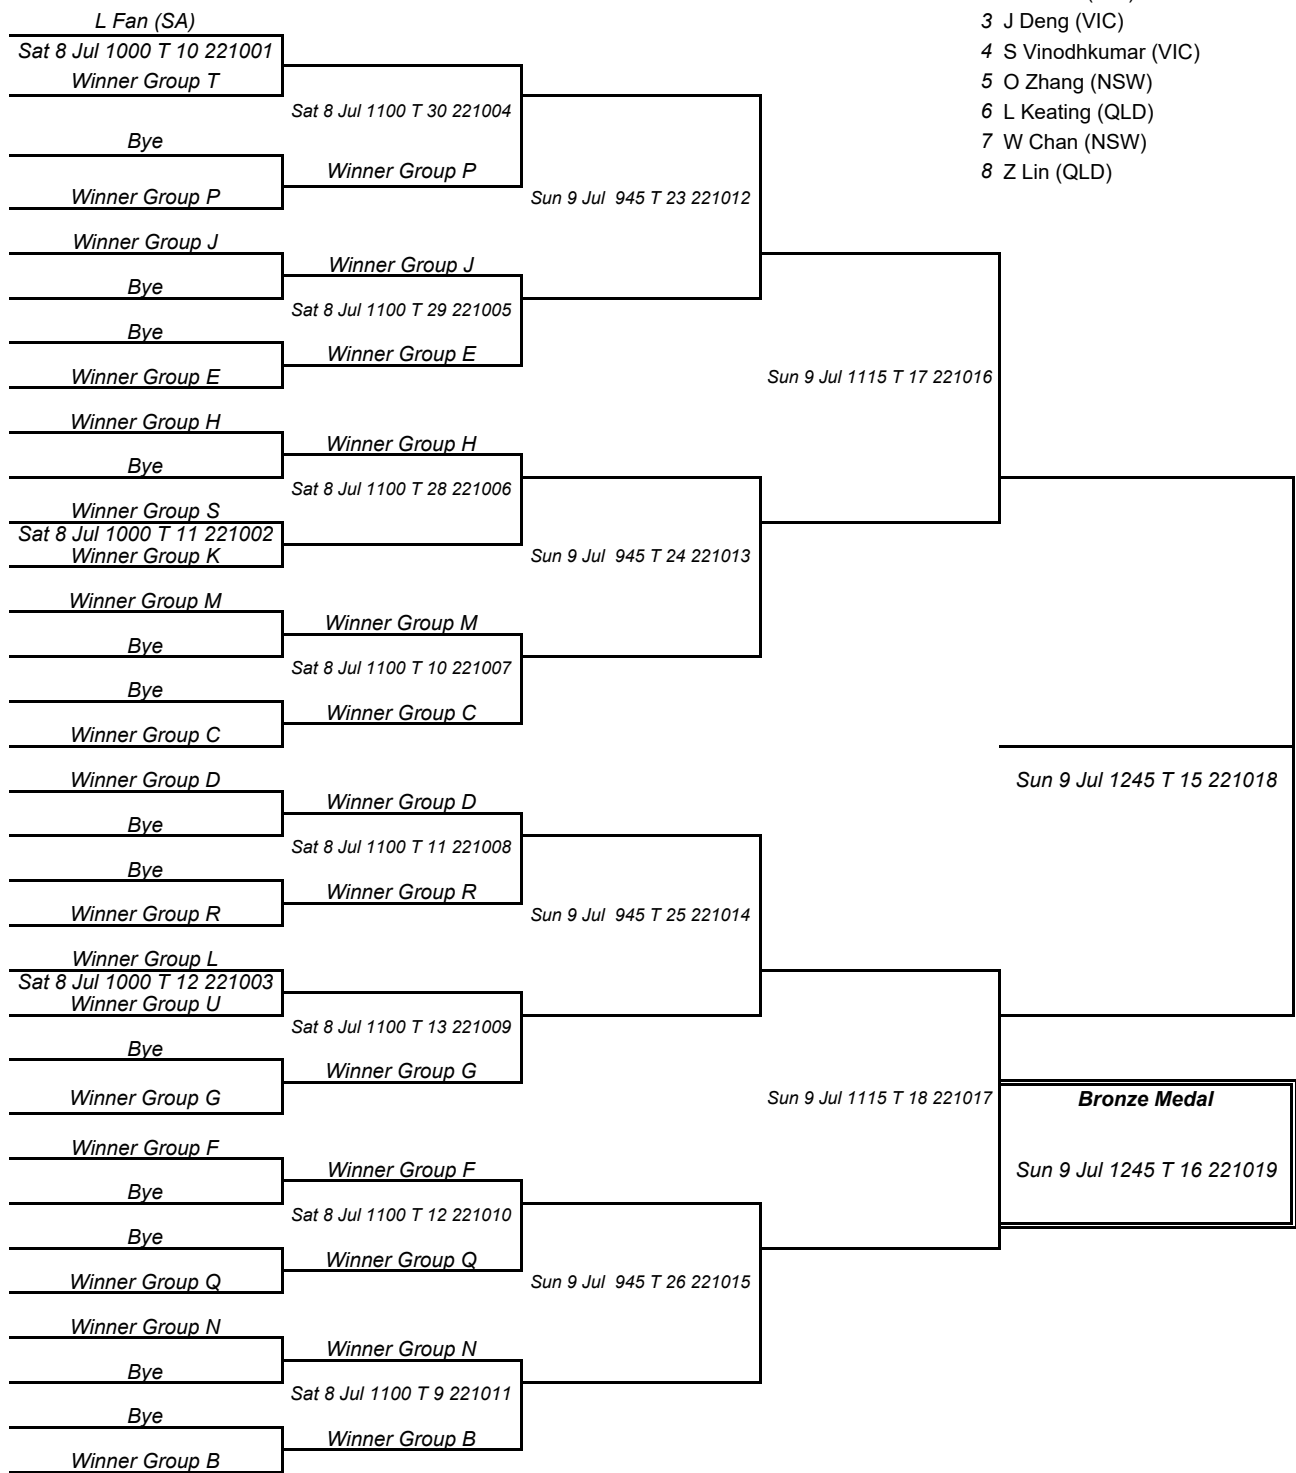 L Fan (SA)
Sat 8 Jul 1000 T 10 221001
Winner Group T
Bye
Winner Group P
Winner Group J
Bye
Bye
Winner Group E
Winner Group H
Bye
Winner Group S
Sat 8 Jul 1000 T 11 221002
Winner Group K
Winner Group M
Bye
Bye
Winner Group C
Winner Group D
Bye
Bye
Winner Group R
Winner Group L
Sat 8 Jul 1000 T 12 221003
Winner Group U
Bye
Winner Group G
Winner Group F
Bye
Bye
Winner Group Q
Winner Group N
Bye
Bye
Winner Group B
Sat 8 Jul 1100 T 30 221004
Winner Group P
Winner Group J
Sat 8 Jul 1100 T 29 221005
Winner Group E
Winner Group H
Sat 8 Jul 1100 T 28 221006
Winner Group M
Sat 8 Jul 1100 T 10 221007
Winner Group C
Winner Group D
Sat 8 Jul 1100 T 11 221008
Winner Group R
Sat 8 Jul 1100 T 13 221009
Winner Group G
Winner Group F
Sat 8 Jul 1100 T 12 221010
Winner Group Q
Winner Group N
Sat 8 Jul 1100 T 9 221011
Winner Group B
Sun 9 Jul 945 T 23 221012
Sun 9 Jul 945 T 24 221013
Sun 9 Jul 945 T 25 221014
Sun 9 Jul 945 T 26 221015
Sun 9 Jul 1115 T 17 221016
Sun 9 Jul 1115 T 18 221017
3 J Deng (VIC)
4 S Vinodhkumar (VIC)
5 O Zhang (NSW)
6 L Keating (QLD)
7 W Chan (NSW)
8 Z Lin (QLD)
Sun 9 Jul 1245 T 15 221018
Bronze Medal
Sun 9 Jul 1245 T 16 221019